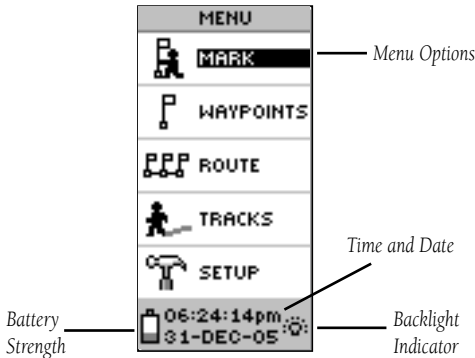 MENU
MARK
Menu Options
WAYPOINTS
ROUTE
TRACKS
Time and Date
SETUP
Battery
Strength
06:24:14pm
31-DEC-05
Backlight
Indicator